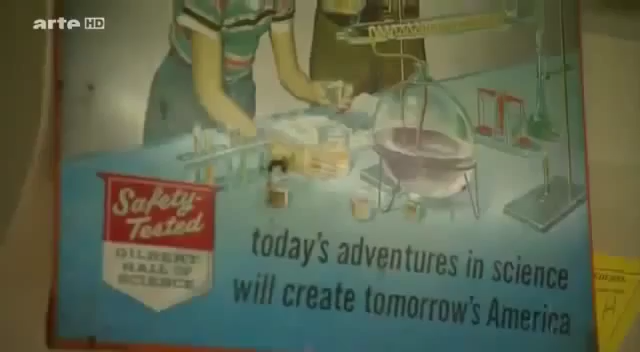 arte HD
Safety-
Tested
GILBERT
HALL OF
SCIENCE
today's adventures in science
will create tomorrow's America